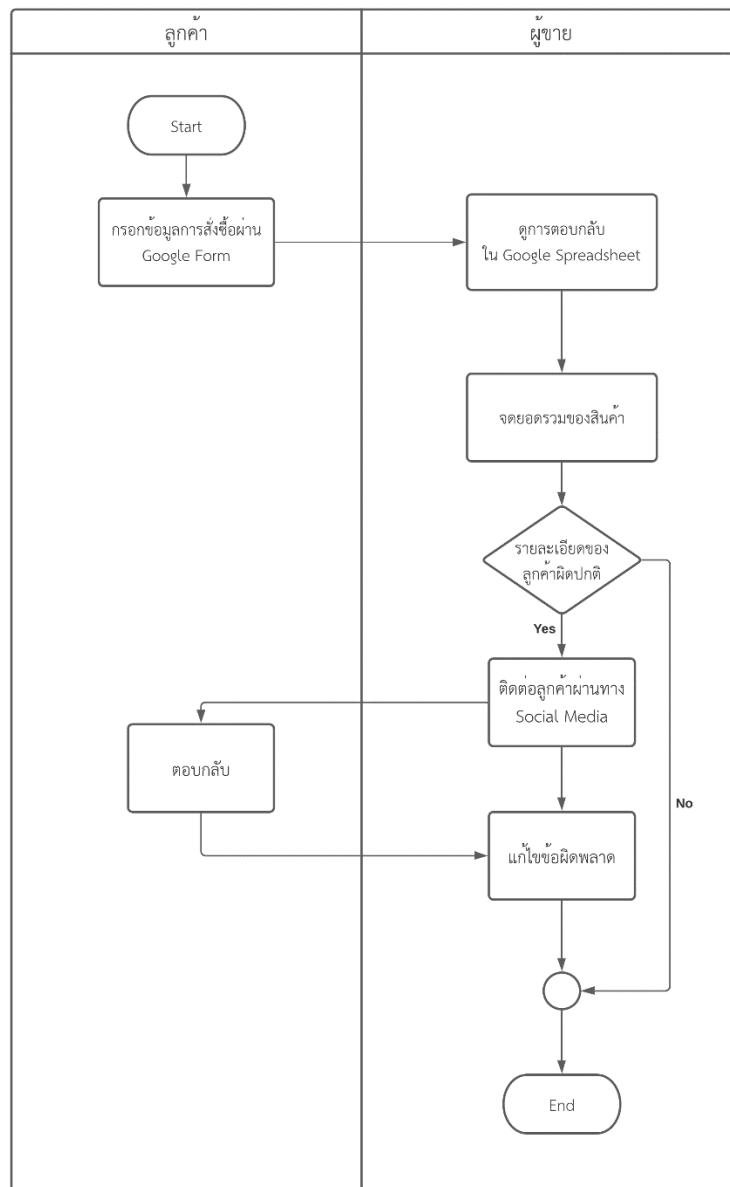 ลูกค้า
ผู้ขาย
Start
กรอกข้อมูลการสั่งซื้อผ่าน
Google Form
ดูการตอบกลับ
ใน Google Spreadsheet
จดยอดรวมของสินค้า
รายละเอียดของ
ลูกค้าผิดปกติ
Yes
ติดต่อลูกค้าผ่านทาง
Social Media
ตอบกลับ
No
แก้ไขข้อผิดพลาด
End